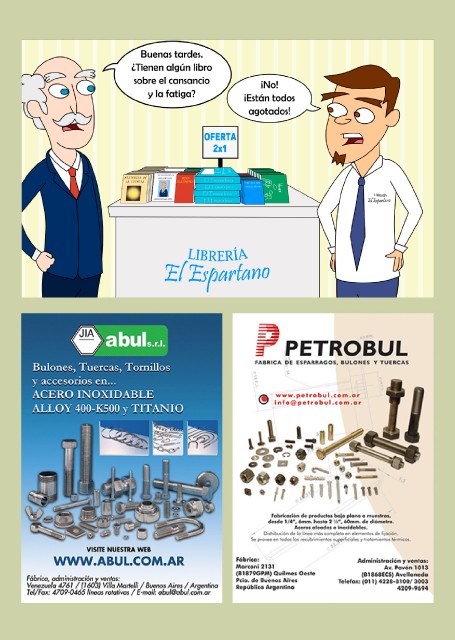 Buenas tardes.
¿Tienen algún libro
sobre el cansancio
y la fatiga?
¡No!
¡Están todos
agotados!
OFERTA
2x1
LIBRERÍA
El Espartano
LIBRERÍA
El Espartano
JIA
abul s.r.l.
Bulones, Tuercas, Tornillos
y accesorios en...
ACERO INOXIDABLE
ALLOY 400-K500 y TITANIO
VISITE NUESTRA WEB
WWW.ABUL.COM.AR
Fábrica, administración y ventas:
Venezuela 4761 / (1603) Villa Martelli / Buenos Aires / Argentina
Tel/Fax: 4709-0465 líneas rotativas / E-mail: abul@abul.com.ar
PETROBUL
FABRICA DE ESPARRAGOS, BULONES Y TUERCAS
www.petrobul.com.ar
info@petrobul.com.ar
Fabricación de productos bajo plano o muestras,
desde 1/4", 6mm. hasta 2 ½", 60mm. de diámetro.
Aceros aleados e inoxidables.
Distribución de la línea más completa en elementos de fijación.
Se provee en todos los recubrimientos superficiales y tratamientos térmicos.
Fábrica:
Marconi 2131
(B1879GPM) Quilmes Oeste
Pcia. de Buenos Aires
República Argentina
Administración y ventas:
Av. Pavón 1013
(B1868ECS) Avellaneda
Telefax: (011) 4228-5109/ 3003
4209-9694